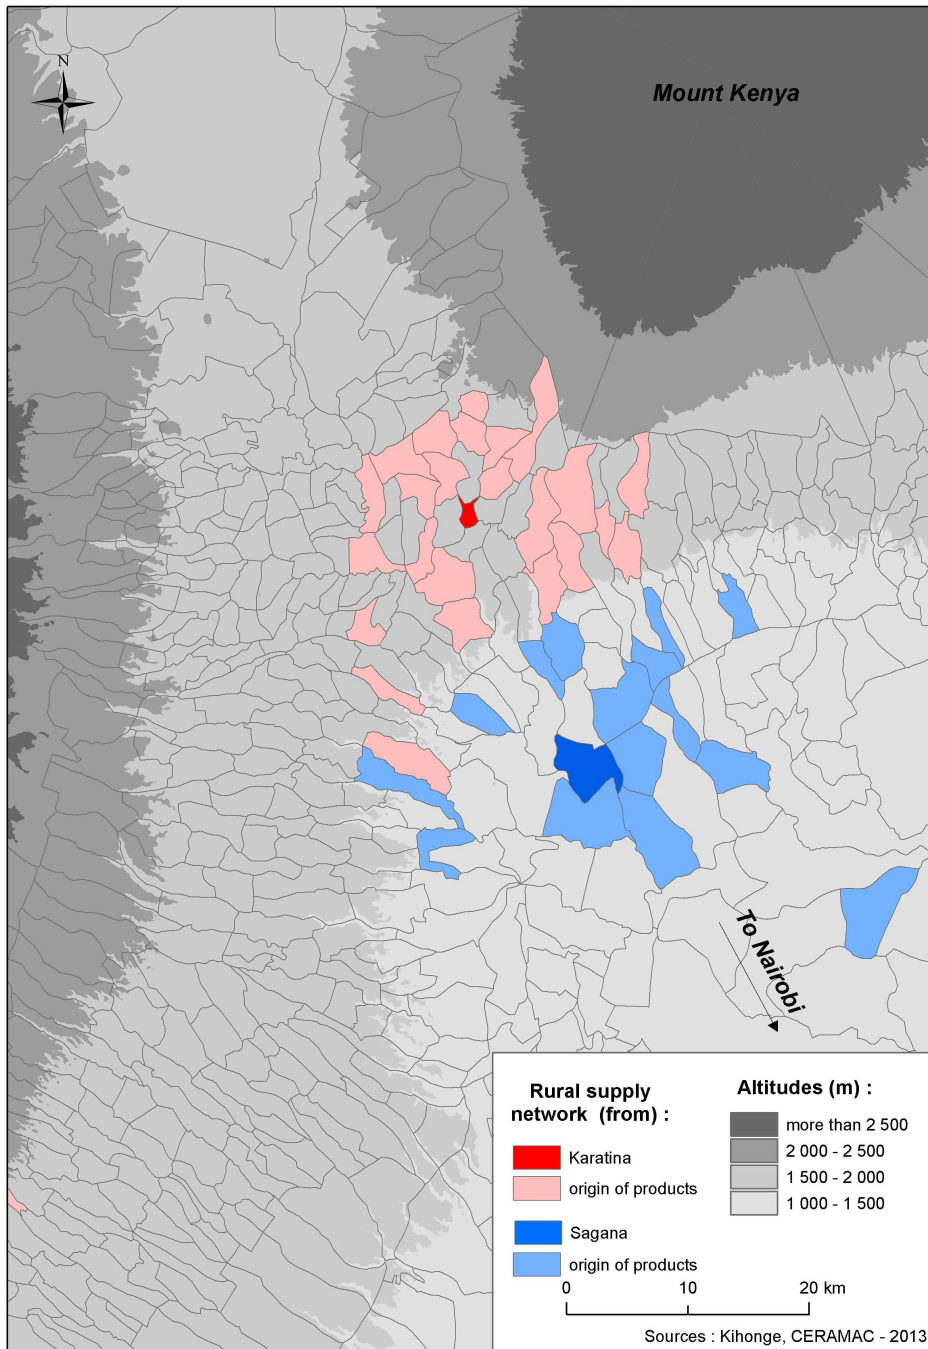 N
Mount Kenya
To Nairobi
Rural supply
network (from) :
Karatina
origin of products
Sagana
origin of products
Altitudes (m) :
more than 2 500
2 000 - 2 500
1 500 - 2 000
1 000 - 1 500
0 10 20 km
Sources : Kihonge, CERAMAC - 2013